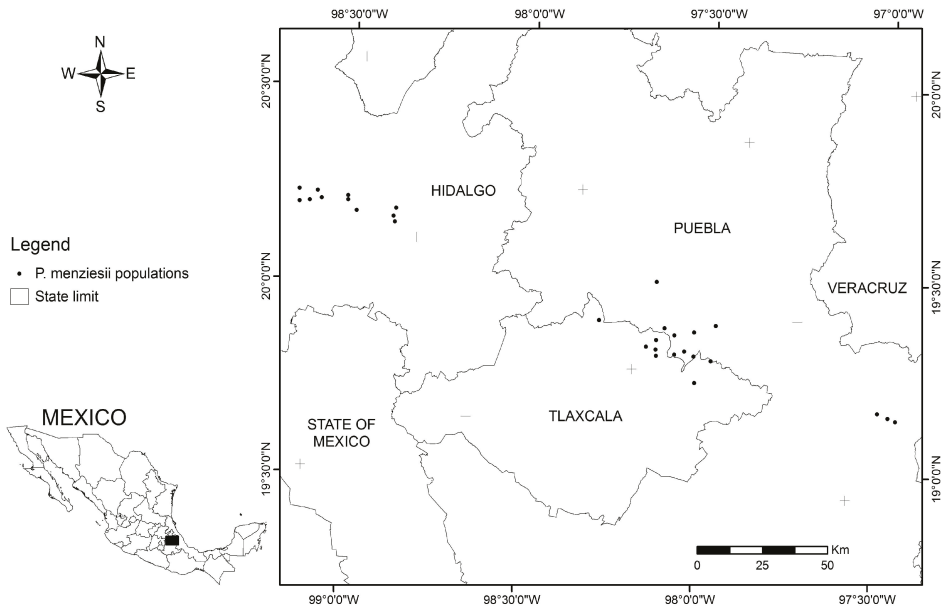 98°30'0"W 98°0'0"W 97°30'0"W 97°0'0"W
N
W E
S
20°30'0"N
20°0'0"N
HIDALGO
PUEBLA
Legend
P. menziesii populations
State limit
20°0'0"N
VERACRUZ
19°30'0"N
MEXICO
STATE OF
MEXICO
TLAXCALA
19°30'0"N
19°0'0"N
Km
0 25 50
99°0'0"W 98°30'0"W 98°0'0"W 97°30'0"W